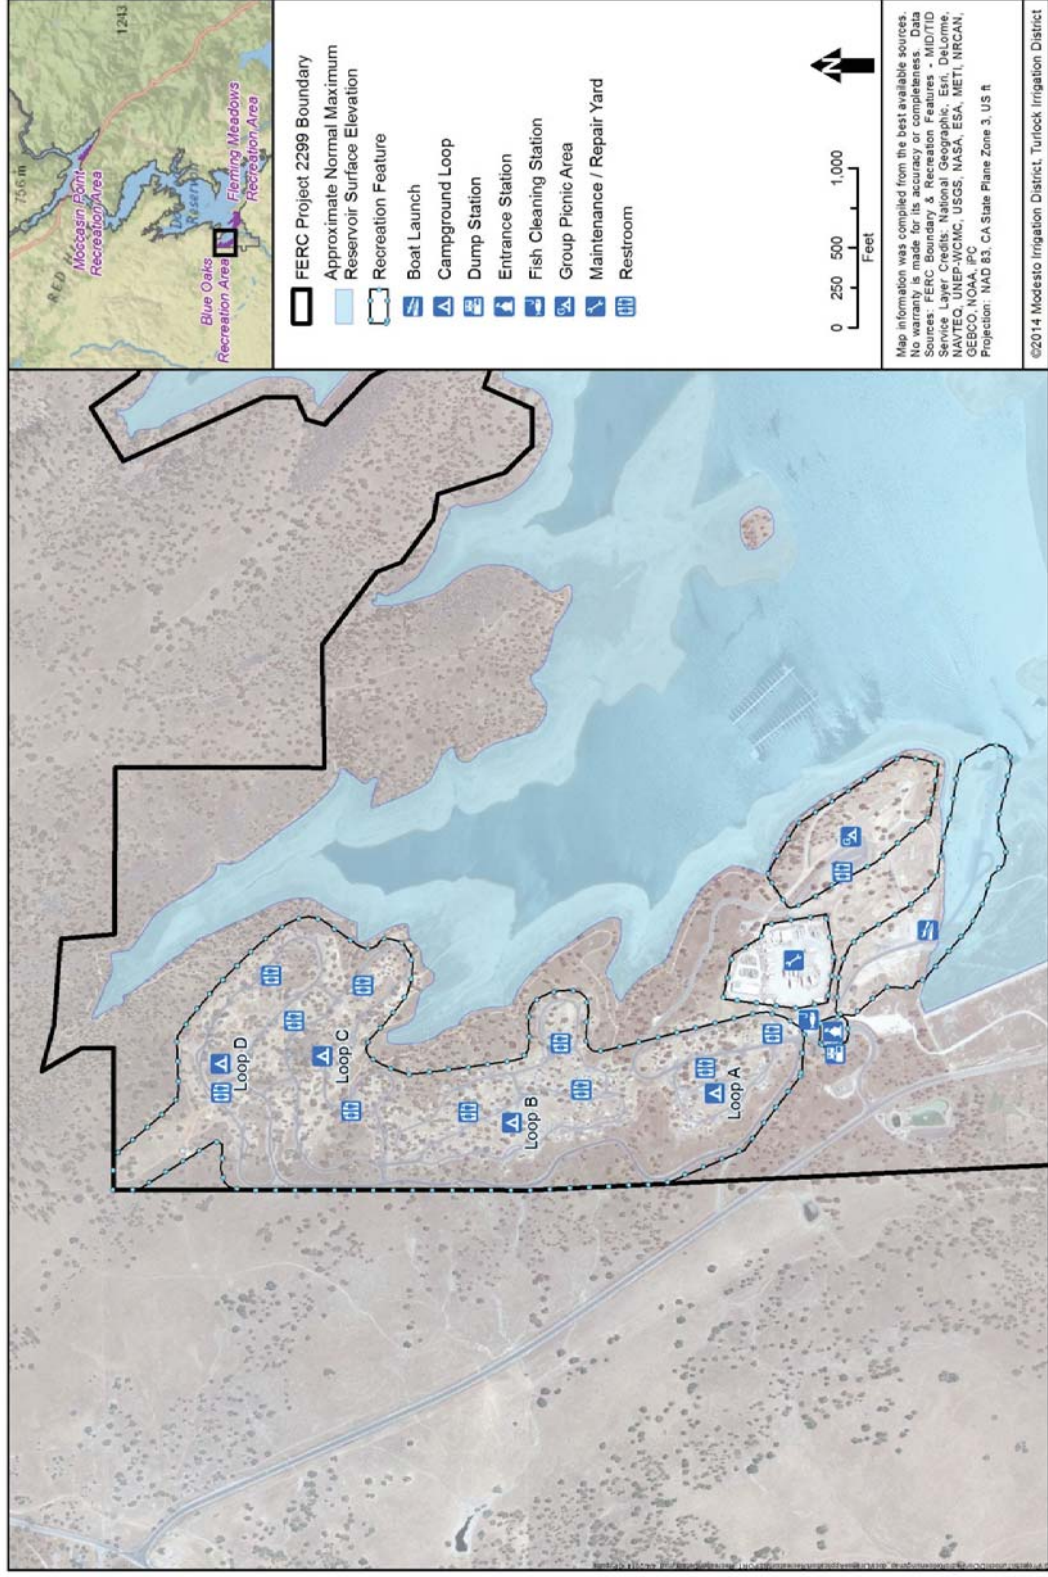 756 m
1243
RED
Moccasin Point
Recreation Area
Reservoir
Blue Oaks
Recreation Area
Fleming Meadows
Recreation Area
FERC Project 2299 Boundary
Approximate Normal Maximum
Reservoir Surface Elevation
Recreation Feature
Boat Launch
Campground Loop
Dump Station
Entrance Station
Fish Cleaning Station
Group Picnic Area
Maintenance / Repair Yard
Restroom
N
0 250 500 1,000
Feet
Map information was compiled from the best available sources.
No warranty is made for its accuracy or completeness. Data
Sources: FERC Boundary & Recreation Features - MID/TID
Service Layer Credits: National Geographic, Esri, DeLorme,
NAVTEQ, UNEP-WCMC, USGS, NASA, ESA, METI, NRCAN,
GEBCO, NOAA, iPC
Projection: NAD 83, CA State Plane Zone 3, US ft
©2014 Modesto Irrigation District, Turlock Irrigation District
Loop D
Loop C
Loop B
Loop A
G